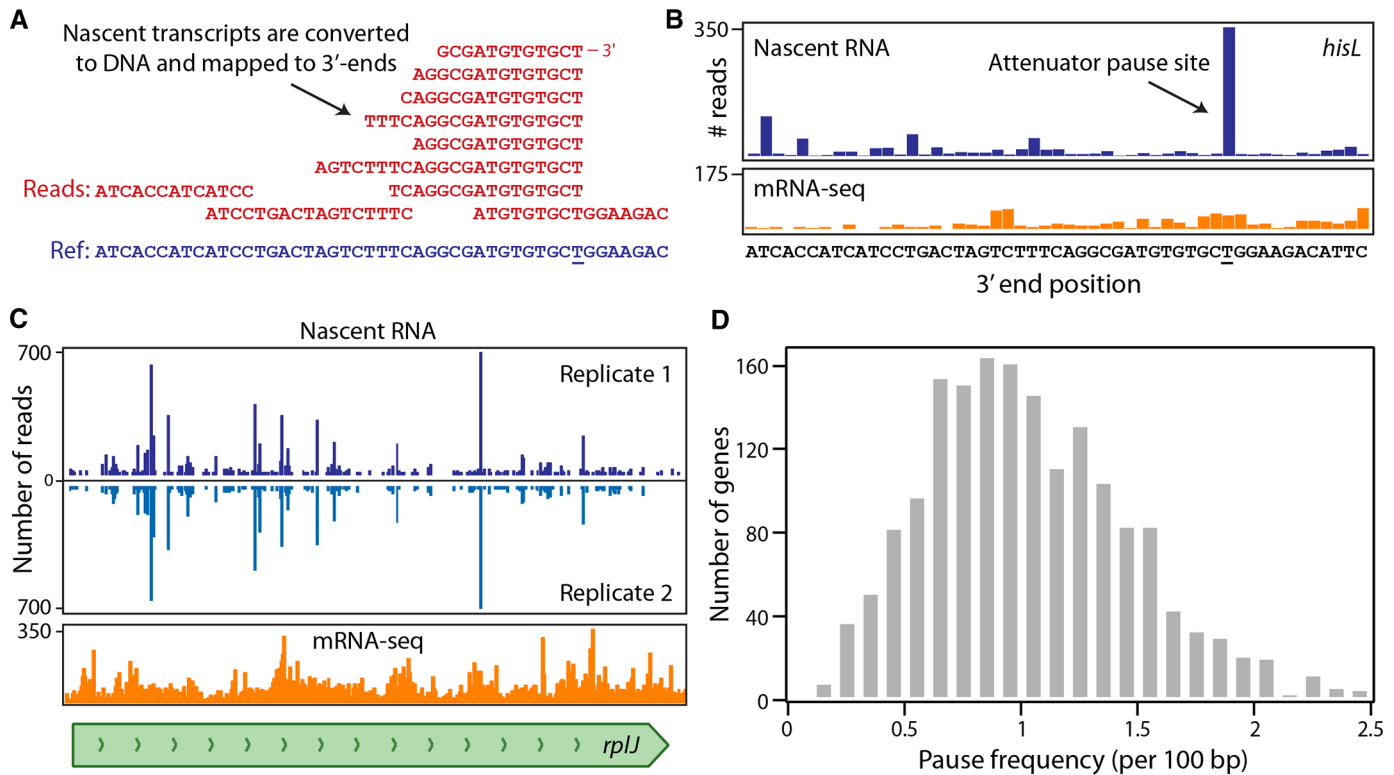 A
Nascent transcripts are converted
to DNA and mapped to 3′-ends
GCGATGTGTGCT – 3'
AGGCGATGTGTGCT
CAGGCGATGTGTGCT
TTTCAGGCGATGTGTGCT
AGGCGATGTGTGCT
AGTCTTTCAGGCGATGTGTGCT
Reads: ATCACCATCATCC TCAGGCGATGTGTGCT
ATCCTGACTAGTCTTTC ATGTGTGCTGGAAGAC
Ref: ATCACCATCATCCTGACTAGTCTTTCAGGCGATGTGTGCTGGAAGAC
B
350
Nascent RNA
hisL
Attenuator pause site
# reads
175
mRNA-seq
ATCACCATCATCCTGACTAGTCTTTCAGGCGATGTGTGCTGGAAGACATTC
3′ end position
C
Nascent RNA
700
Replicate 1
Number of reads
0
Replicate 2
700
350
mRNA-seq
rplJ
D
160
120
80
40
0
Number of genes
0 0.5 1 1.5 2 2.5
Pause frequency (per 100 bp)